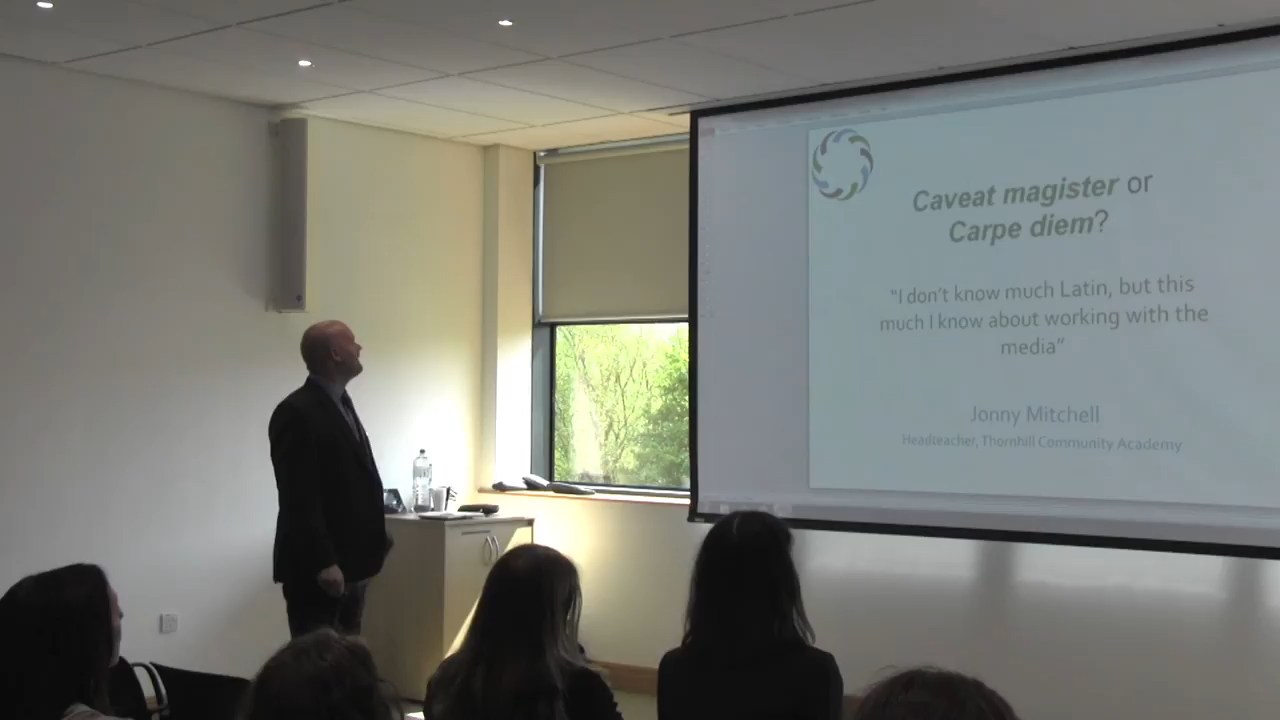 Caveat magister or
Carpe diem?
“I don’t know much Latin, but this
much I know about working with the
media”
Jonny Mitchell
Headteacher, Thornhill Community Academy